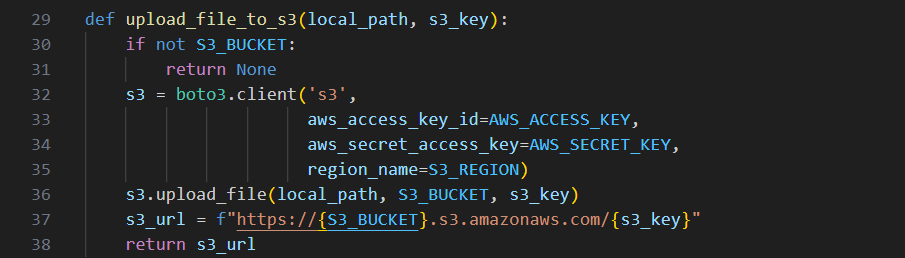 29 def upload_file_to_s3(local_path, s3_key):
30     if not S3_BUCKET:
31         return None
32     s3 = boto3.client('s3',
33                       aws_access_key_id=AWS_ACCESS_KEY,
34                       aws_secret_access_key=AWS_SECRET_KEY,
35                       region_name=S3_REGION)
36     s3.upload_file(local_path, S3_BUCKET, s3_key)
37     s3_url = f"https://{S3_BUCKET}.s3.amazonaws.com/{s3_key}"
38     return s3_url